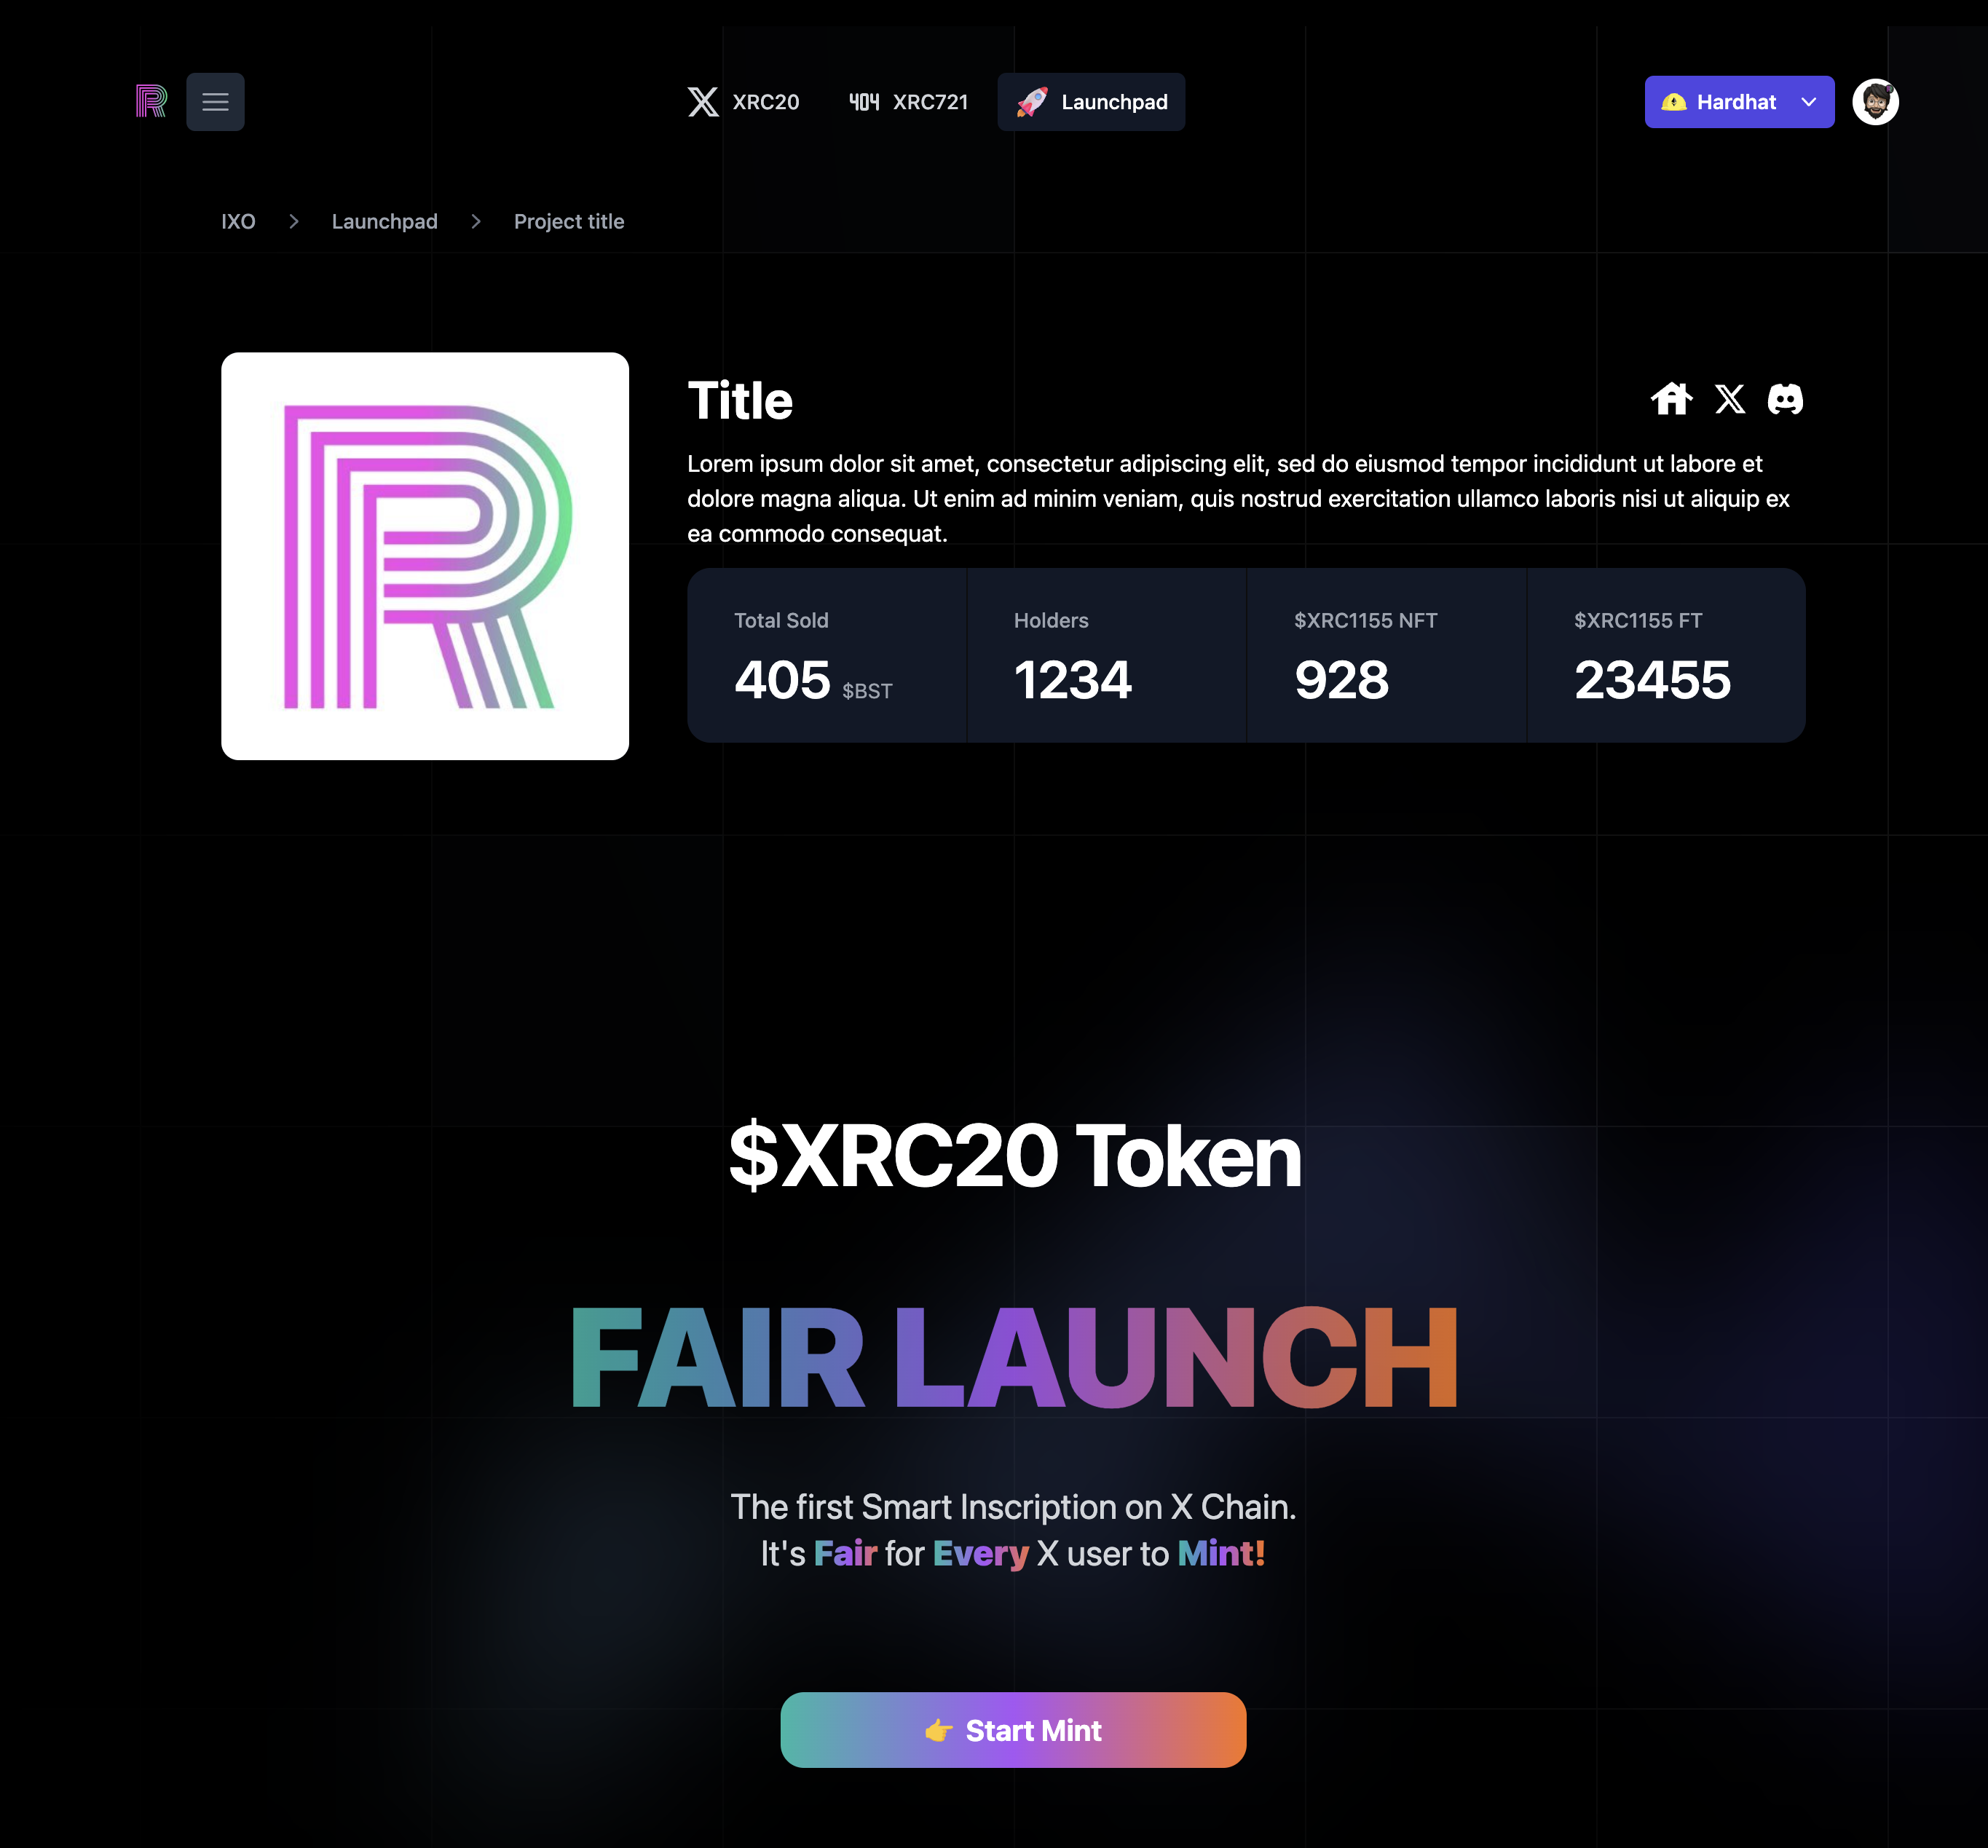 R
XRC20
404 XRC721
Launchpad
Hardhat
IXO > Launchpad > Project title
R
Title
Lorem ipsum dolor sit amet, consectetur adipiscing elit, sed do eiusmod tempor incididunt ut labore et
dolore magna aliqua. Ut enim ad minim veniam, quis nostrud exercitation ullamco laboris nisi ut aliquip ex
ea commodo consequat.
Total Sold
405 $BST
Holders
1234
$XRC1155 NFT
928
$XRC1155 FT
23455
$XRC20 Token
FAIR LAUNCH
The first Smart Inscription on X Chain.
It's Fair for Every X user to Mint!
👉 Start Mint